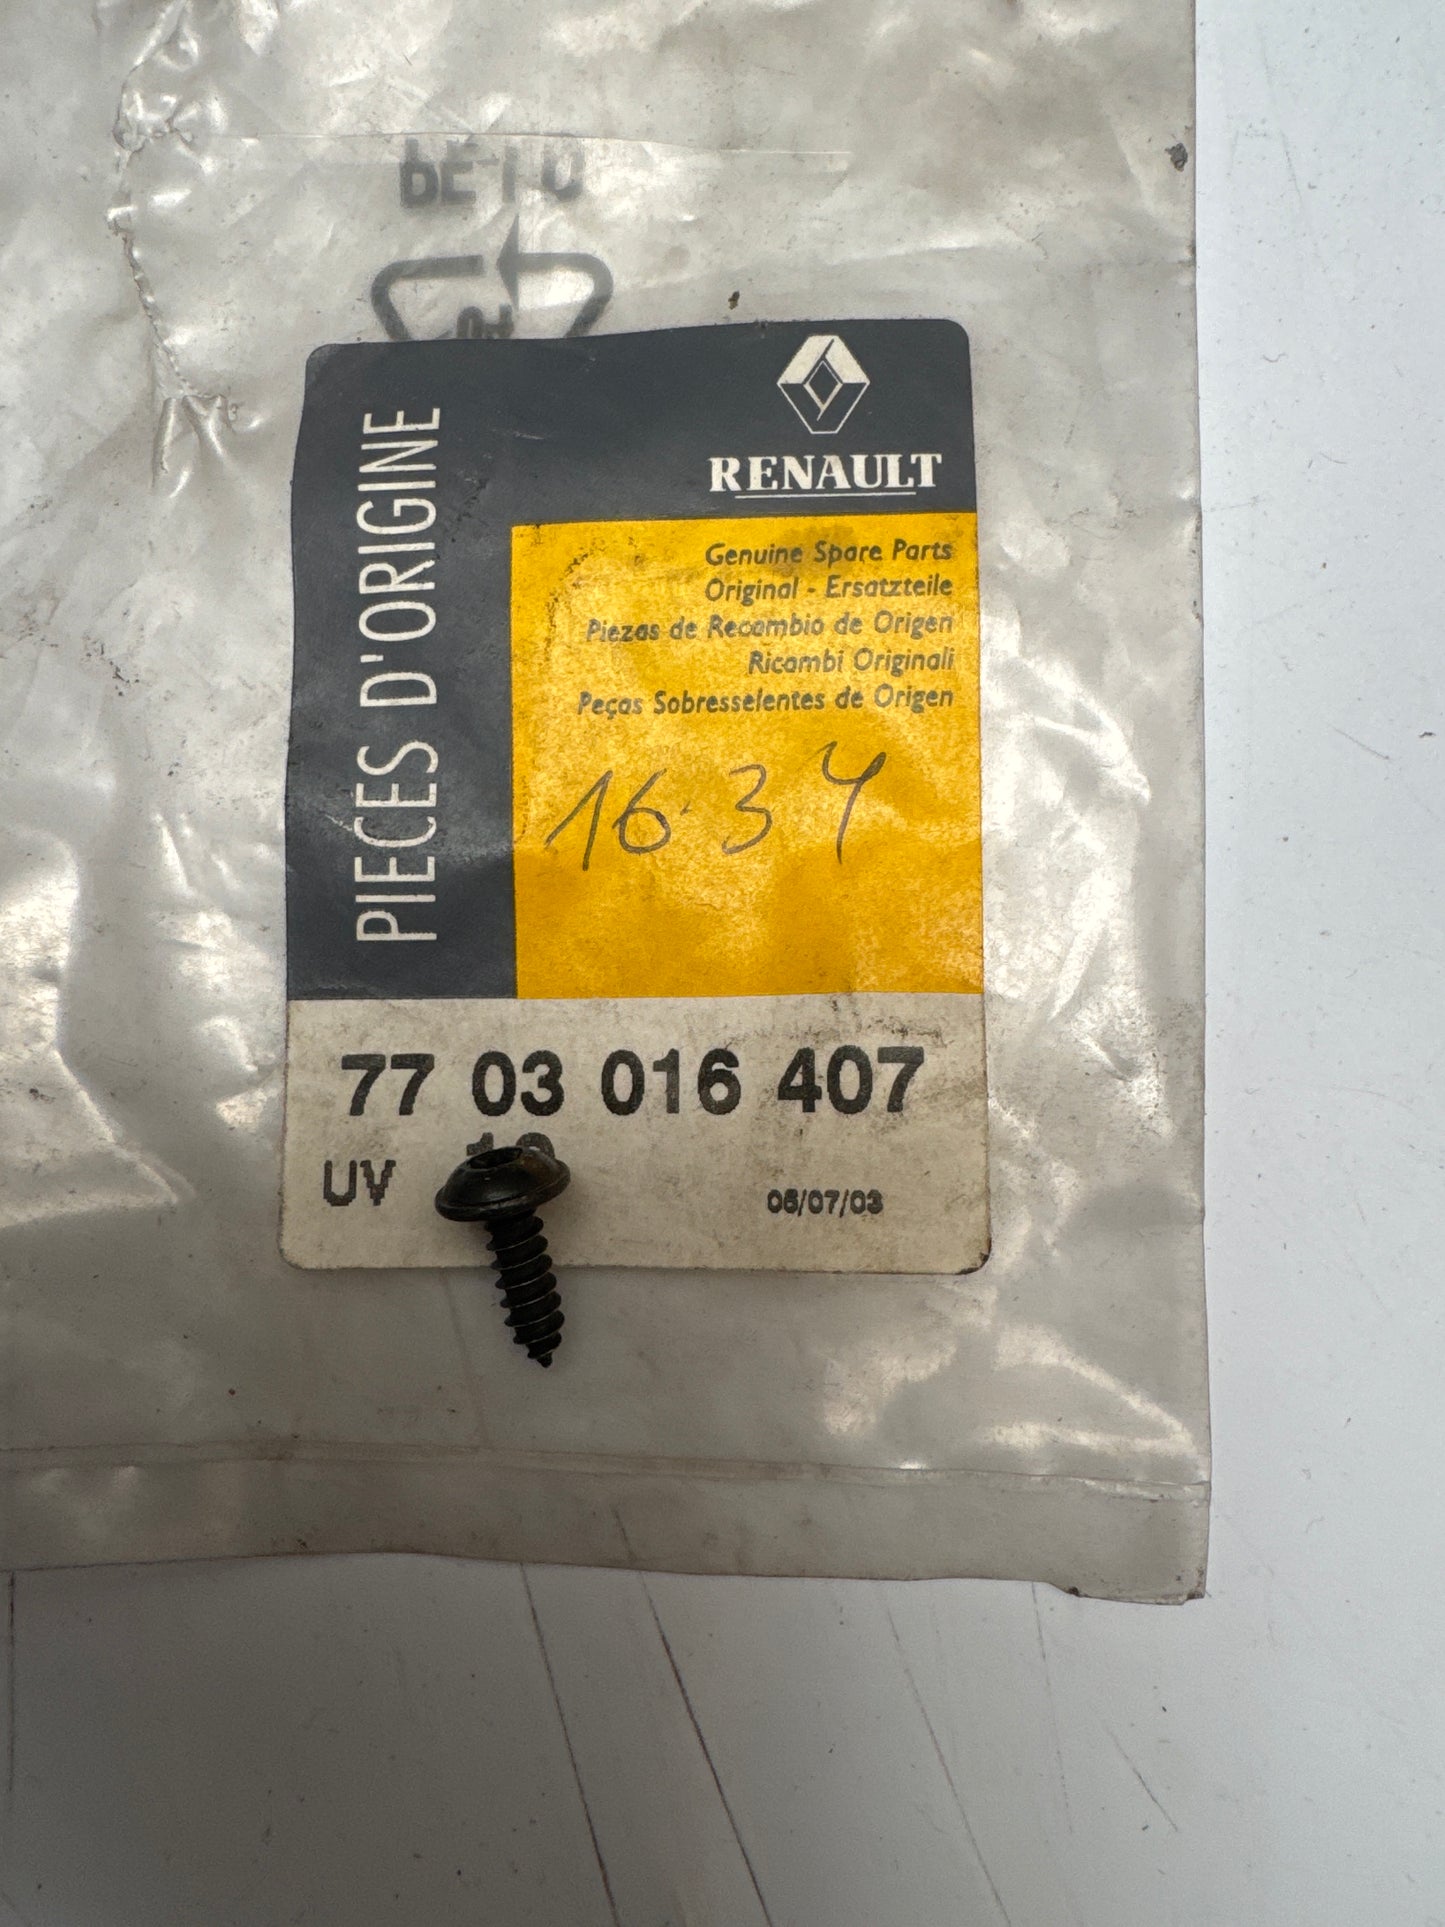 RENAULT
PIECES D'ORIGINE
Genuine Spare Parts
Original - Ersatzteile
Piezas de Recambio de Origen
Ricambi Originali
Peças Sobresselentes de Origen
16.34
77 03 016 407
UV
06/07/03